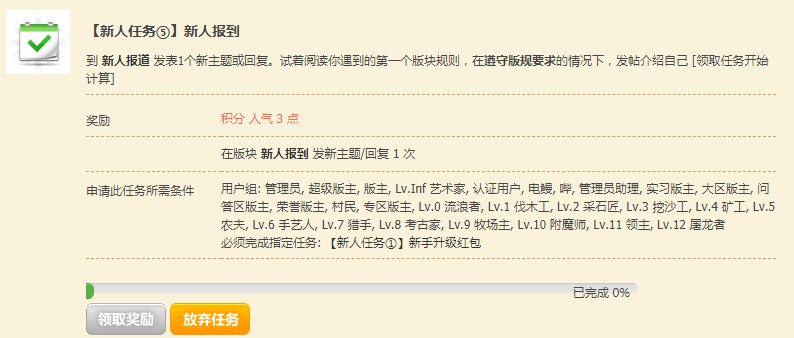 【新人任务⑤】新人报到
到 新人报道 发表1个新主题或回复。试着阅读你遇到的第一个版块规则，在遵守版规要求的情况下，发帖介绍自己 [领取任务开始
计算]
奖励
积分 人气 3 点
在版块 新人报到 发新主题/回复 1 次
申请此任务所需条件
用户组: 管理员, 超级版主, 版主, Lv.Inf 艺术家, 认证用户, 电鳗, 哗, 管理员助理, 实习版主, 大区版主, 问
答区版主, 荣誉版主, 村民, 专区版主, Lv.0 流浪者, Lv.1 伐木工, Lv.2 采石匠, Lv.3 挖沙工, Lv.4 矿工, Lv.5
农夫, Lv.6 手艺人, Lv.7 猎手, Lv.8 考古家, Lv.9 牧场主, Lv.10 附魔师, Lv.11 领主, Lv.12 屠龙者
必须完成指定任务: 【新人任务①】新手升级红包
已完成 0%
领取奖励 放弃任务